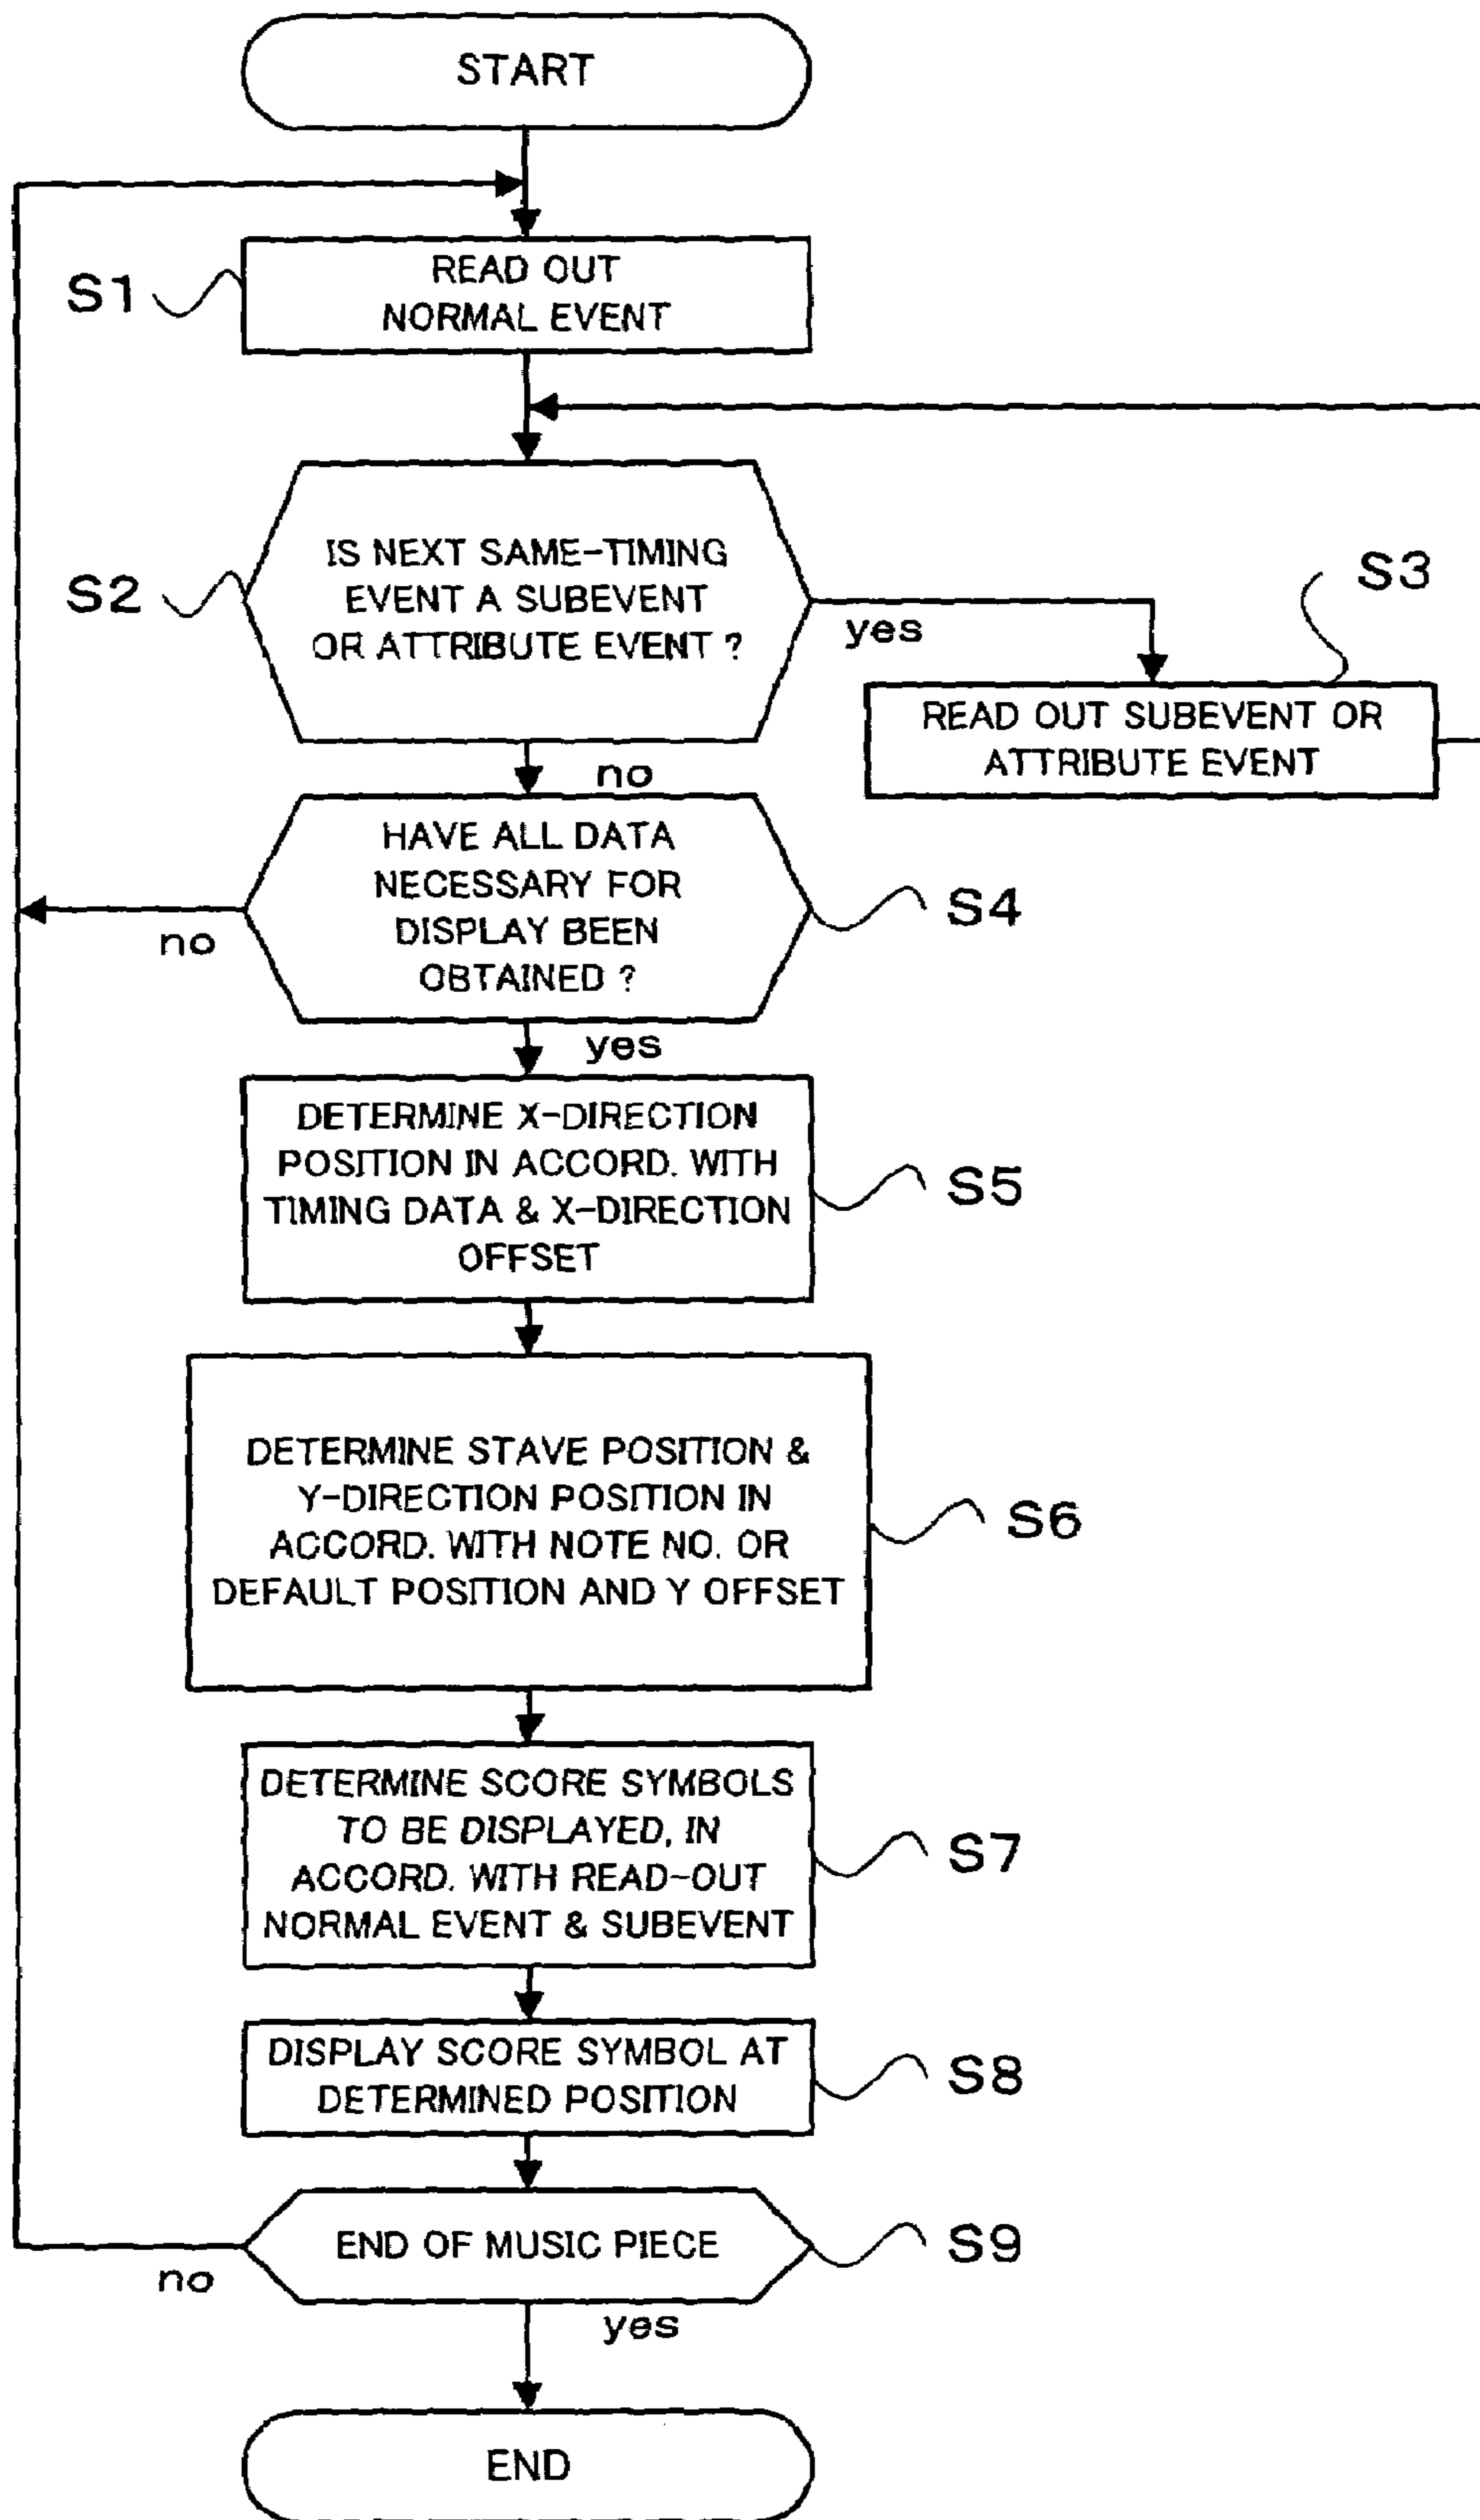 START
S1
READ OUT
NORMAL EVENT
S2
IS NEXT SAME-TIMING
EVENT A SUBEVENT
OR ATTRIBUTE EVENT ?
yes
S3
READ OUT SUBEVENT OR
ATTRIBUTE EVENT
no
HAVE ALL DATA
NECESSARY FOR
DISPLAY BEEN
OBTAINED ?
S4
no
yes
DETERMINE X-DIRECTION
POSITION IN ACCORD. WITH
TIMING DATA & X-DIRECTION
OFFSET
S5
DETERMINE STAVE POSITION &
Y-DIRECTION POSITION IN
ACCORD. WITH NOTE NO. OR
DEFAULT POSITION AND Y OFFSET
S6
DETERMINE SCORE SYMBOLS
TO BE DISPLAYED, IN
ACCORD. WITH READ-OUT
NORMAL EVENT & SUBEVENT
S7
DISPLAY SCORE SYMBOL AT
DETERMINED POSITION
S8
END OF MUSIC PIECE
S9
no
yes
END